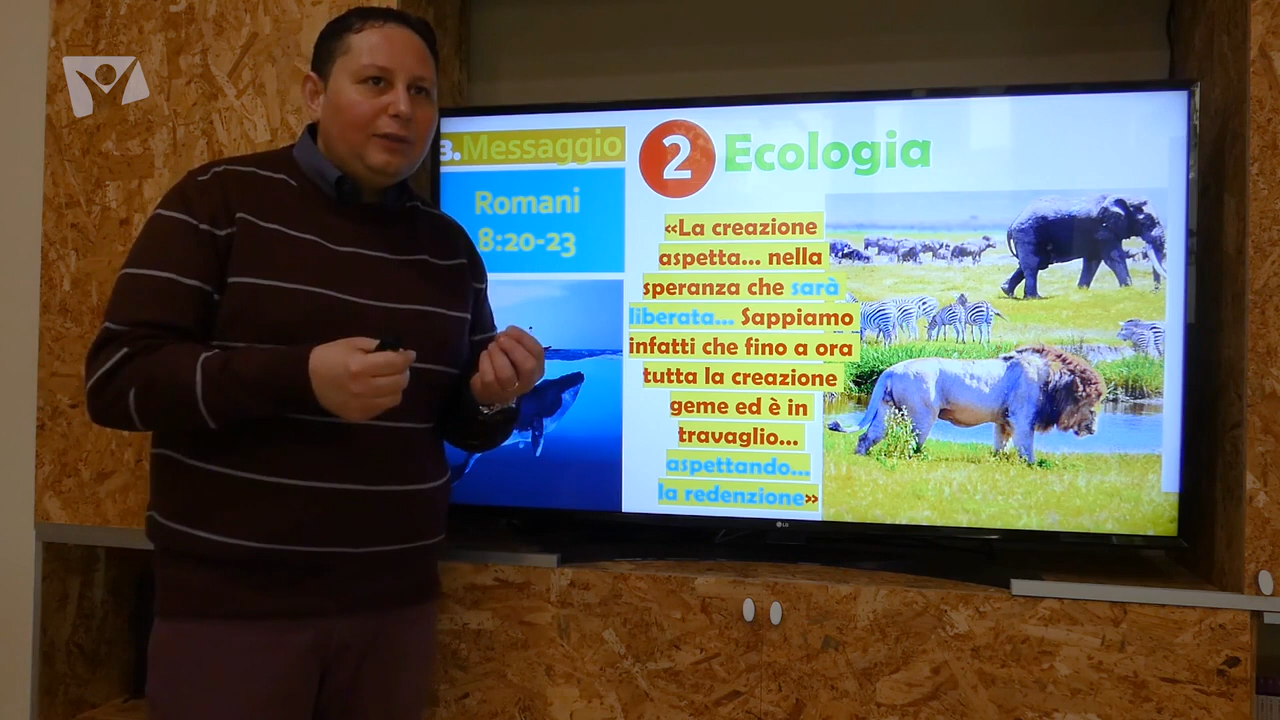 3.Messaggio
Romani
8:20-23
2 Ecologia
«La creazione
aspetta... nella
speranza che sarà
liberata... Sappiamo
infatti che fino a ora
tutta la creazione
geme ed è in
travaglio...
aspettando...
la redenzione»
LG